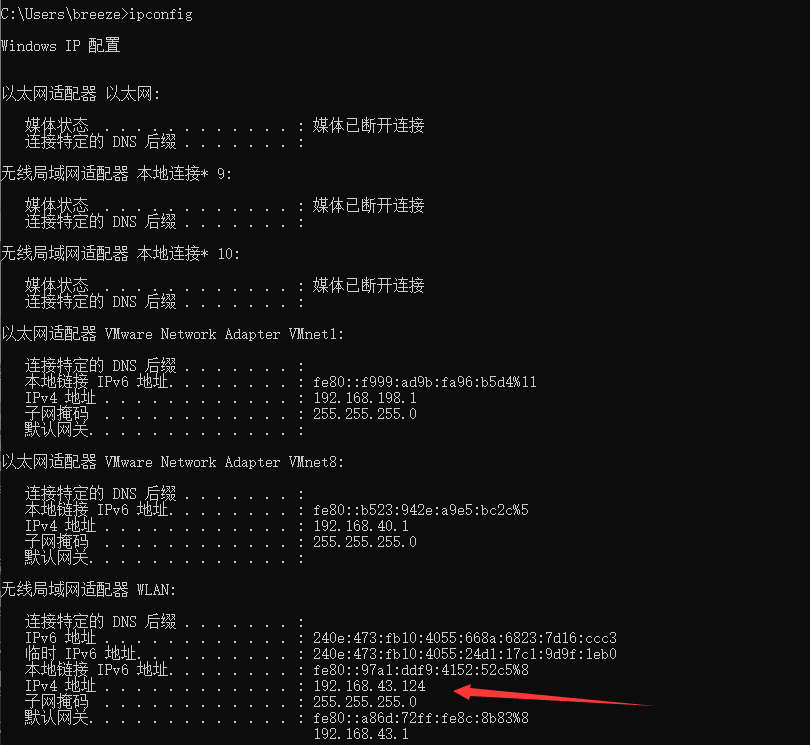 C:\Users\breeze>ipconfig
Windows IP 配置
以太网适配器 以太网:
媒体状态 . . . . . . . . . . . . : 媒体已断开连接
连接特定的 DNS 后缀 . . . . . . . :
无线局域网适配器 本地连接* 9:
媒体状态 . . . . . . . . . . . . : 媒体已断开连接
连接特定的 DNS 后缀 . . . . . . . :
无线局域网适配器 本地连接* 10:
媒体状态 . . . . . . . . . . . . : 媒体已断开连接
连接特定的 DNS 后缀 . . . . . . . :
以太网适配器 VMware Network Adapter VMnet1:
连接特定的 DNS 后缀 . . . . . . . :
本地链接 IPv6 地址. . . . . . . . : fe80::f999:ad9b:fa96:b5d4%11
IPv4 地址 . . . . . . . . . . . . : 192.168.198.1
子网掩码 . . . . . . . . . . . . : 255.255.255.0
默认网关. . . . . . . . . . . . . :
以太网适配器 VMware Network Adapter VMnet8:
连接特定的 DNS 后缀 . . . . . . . :
本地链接 IPv6 地址. . . . . . . . : fe80::b523:942e:a9e5:bc2c%5
IPv4 地址 . . . . . . . . . . . . : 192.168.40.1
子网掩码 . . . . . . . . . . . . : 255.255.255.0
默认网关. . . . . . . . . . . . . :
无线局域网适配器 WLAN:
连接特定的 DNS 后缀 . . . . . . . :
IPv6 地址 . . . . . . . . . . . . : 240e:473:fb10:4055:668a:6823:7d16:ccc3
临时 IPv6 地址. . . . . . . . . . : 240e:473:fb10:4055:24d1:17c1:9d9f:1eb0
本地链接 IPv6 地址. . . . . . . . : fe80::97a1:ddf9:4152:52c5%8
IPv4 地址 . . . . . . . . . . . . : 192.168.43.124
子网掩码 . . . . . . . . . . . . : 255.255.255.0
默认网关. . . . . . . . . . . . . : fe80::a86d:72ff:fe8c:8b83%8
192.168.43.1